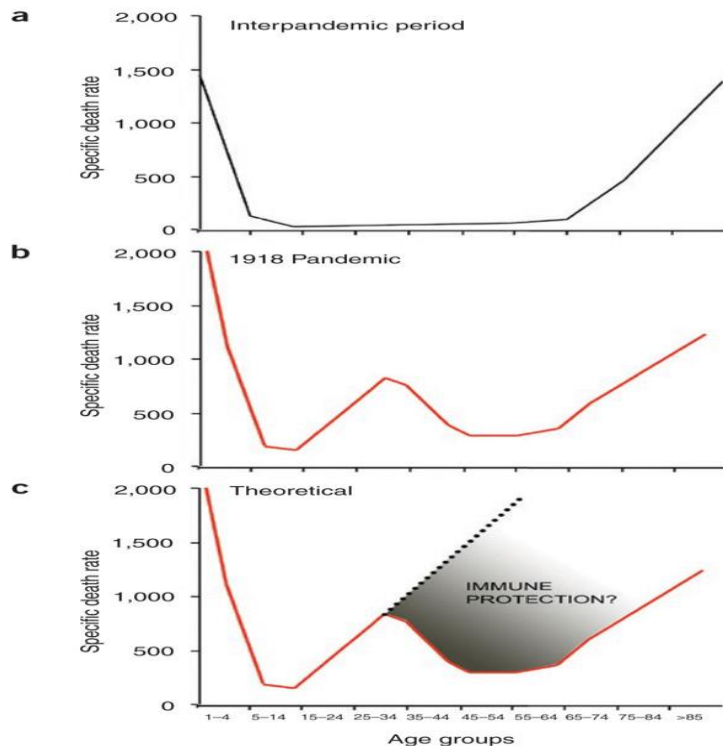 a
Interpandemic period
Specific death rate
2,000
1,500
1,000
500
0
b
1918 Pandemic
Specific death rate
2,000
1,500
1,000
500
0
c
Theoretical
Specific death rate
2,000
1,500
1,000
500
0
IMMUNE
PROTECTION?
1–4 5–14 15–24 25–34 35–44 45–54 55–64 65–74 75–84 >85
Age groups